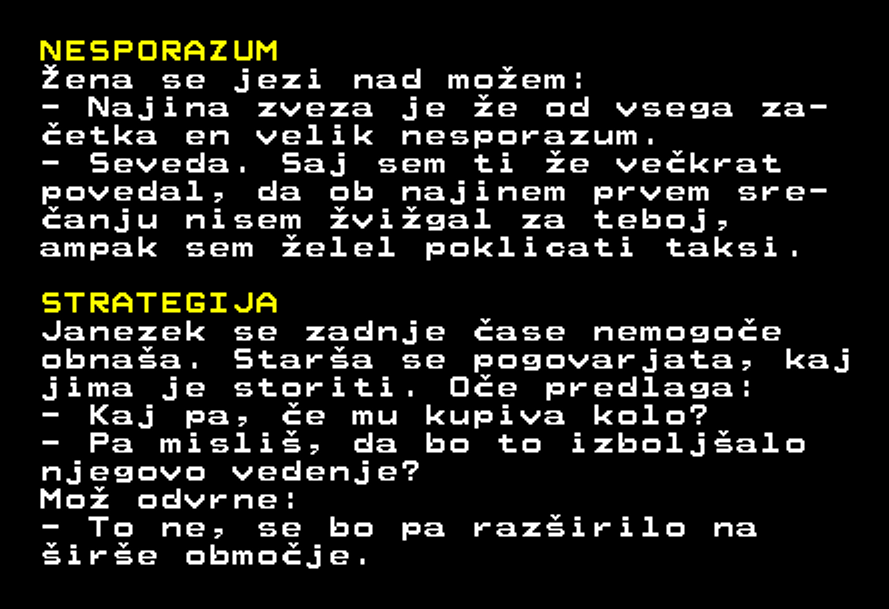 NESPORAZUM
Žena se jezi nad možem:
- Najina zveza je že od vsega za-
četka en velik nesporazum.
- Seveda. Saj sem ti že večkrat
povedal, da ob najinem prvem sre-
čanju nisem žvižgal za teboj,
ampak sem želel poklicati taksi.
STRATEGIJA
Janezek se zadnje čase nemogoče
obnaša. Starša se pogovarjata, kaj
jima je storiti. Oče predlaga:
- Kaj pa, če mu kupiva kolo?
- Pa misliš, da bo to izboljšalo
njegovo vedenje?
Mož odvrne:
- To ne, se bo pa razširilo na
širše območje.